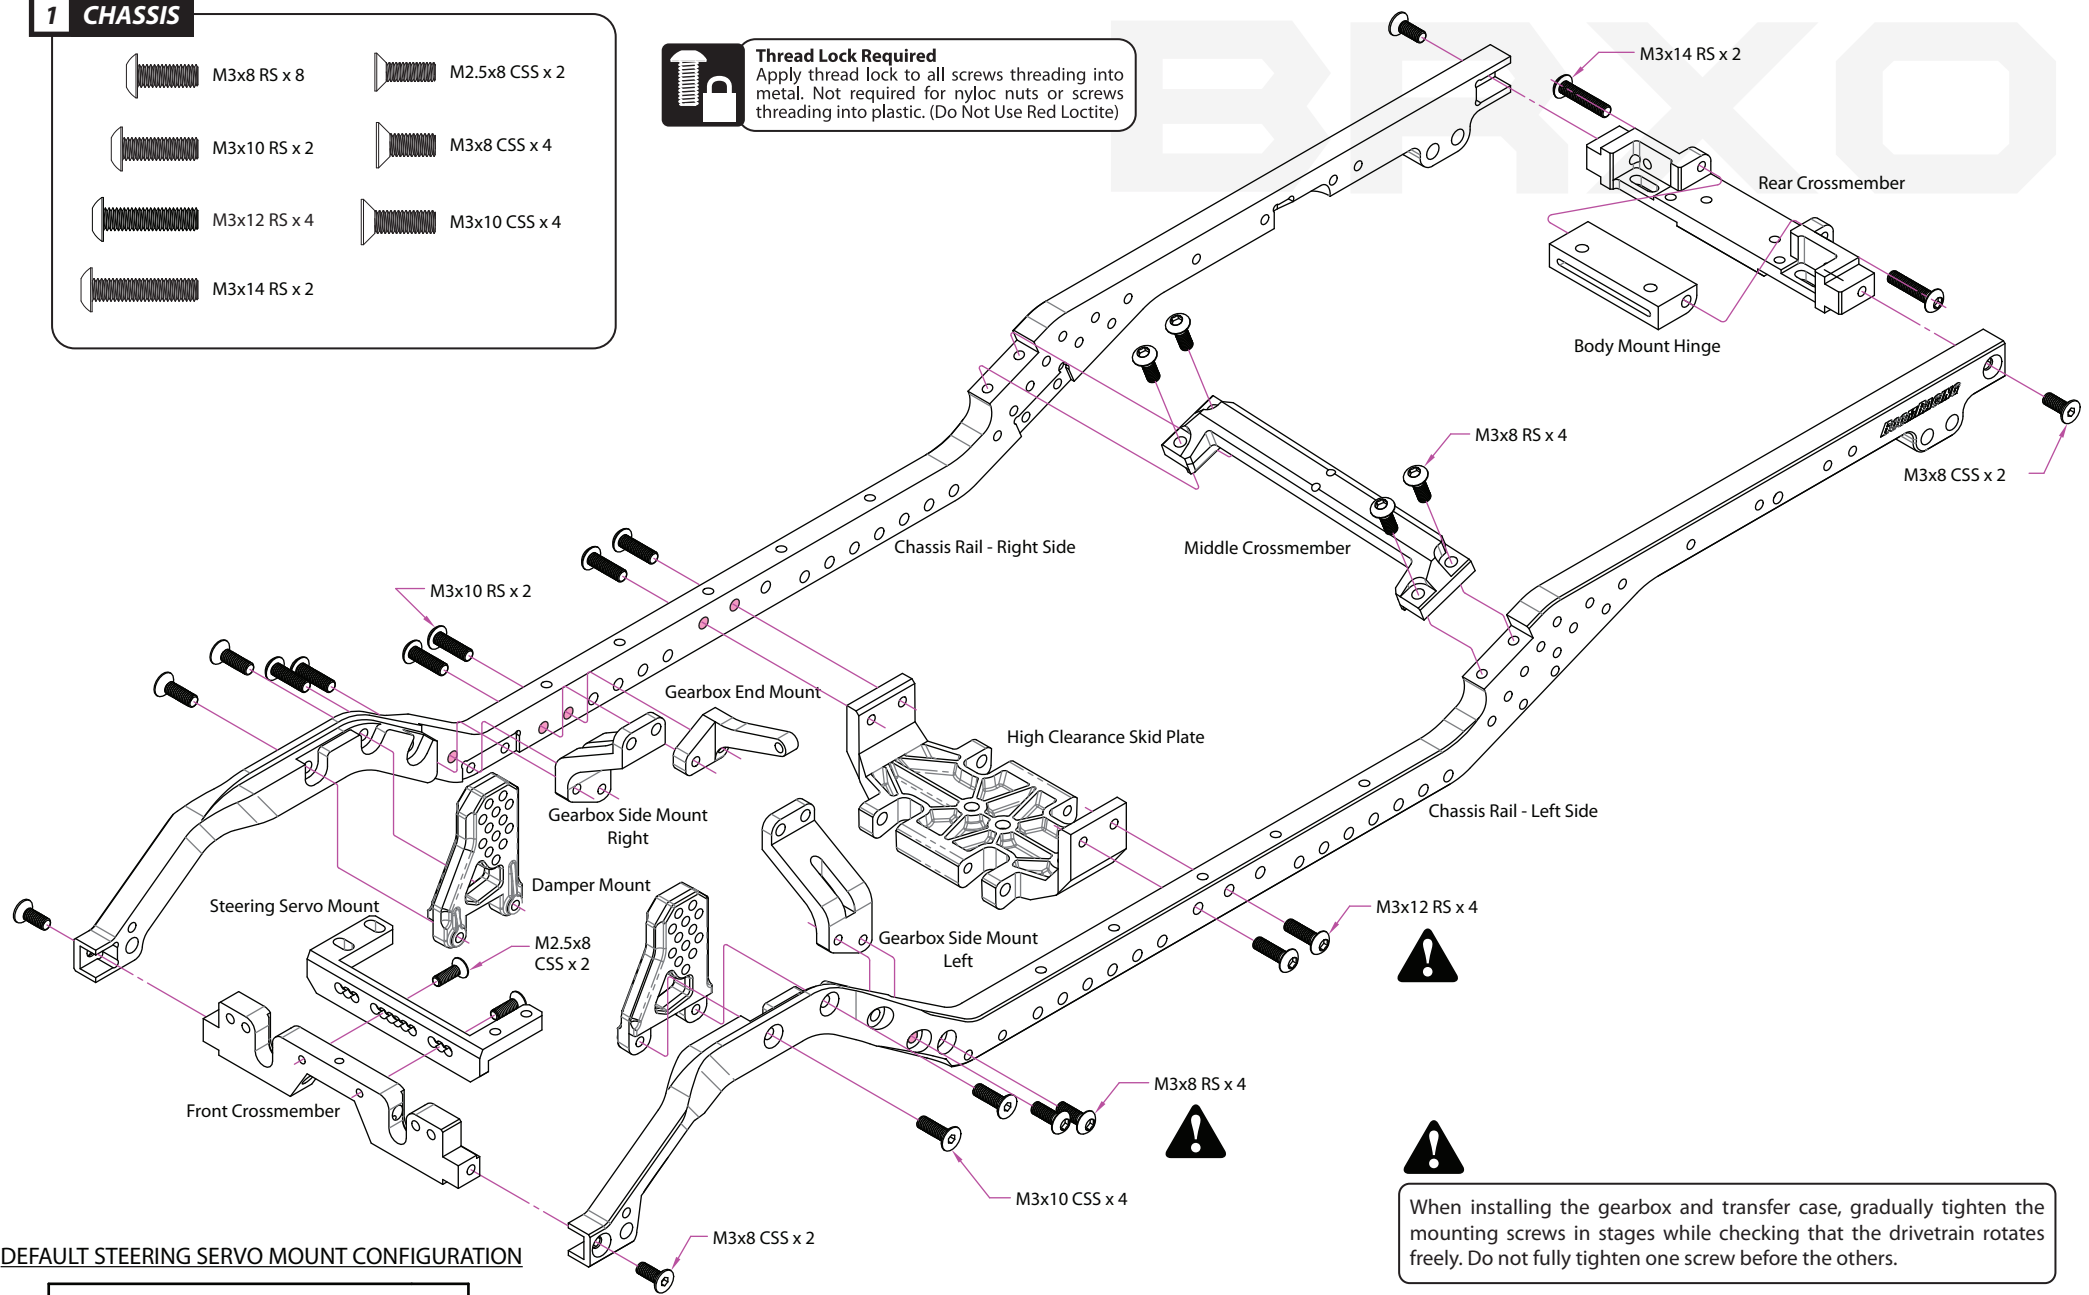 1 CHASSIS
M3x8 RS x 8
M2.5x8 CSS x 2
M3x10 RS x 2
M3x8 CSS x 4
M3x12 RS x 4
M3x10 CSS x 4
M3x14 RS x 2
Thread Lock Required
Apply thread lock to all screws threading into
metal. Not required for nyloc nuts or screws
threading into plastic. (Do Not Use Red Loctite)
BRXO
M3x14 RS x 2
Rear Crossmember
Body Mount Hinge
BOOMRACING
M3x8 RS x 4
M3x8 CSS x 2
Chassis Rail - Right Side
Middle Crossmember
M3x10 RS x 2
Gearbox End Mount
High Clearance Skid Plate
Gearbox Side Mount
Right
Chassis Rail - Left Side
Damper Mount
Steering Servo Mount
M2.5x8
CSS x 2
Gearbox Side Mount
Left
M3x12 RS x 4
Front Crossmember
M3x8 RS x 4
M3x10 CSS x 4
M3x8 CSS x 2
When installing the gearbox and transfer case, gradually tighten the
mounting screws in stages while checking that the drivetrain rotates
freely. Do not fully tighten one screw before the others.
DEFAULT STEERING SERVO MOUNT CONFIGURATION